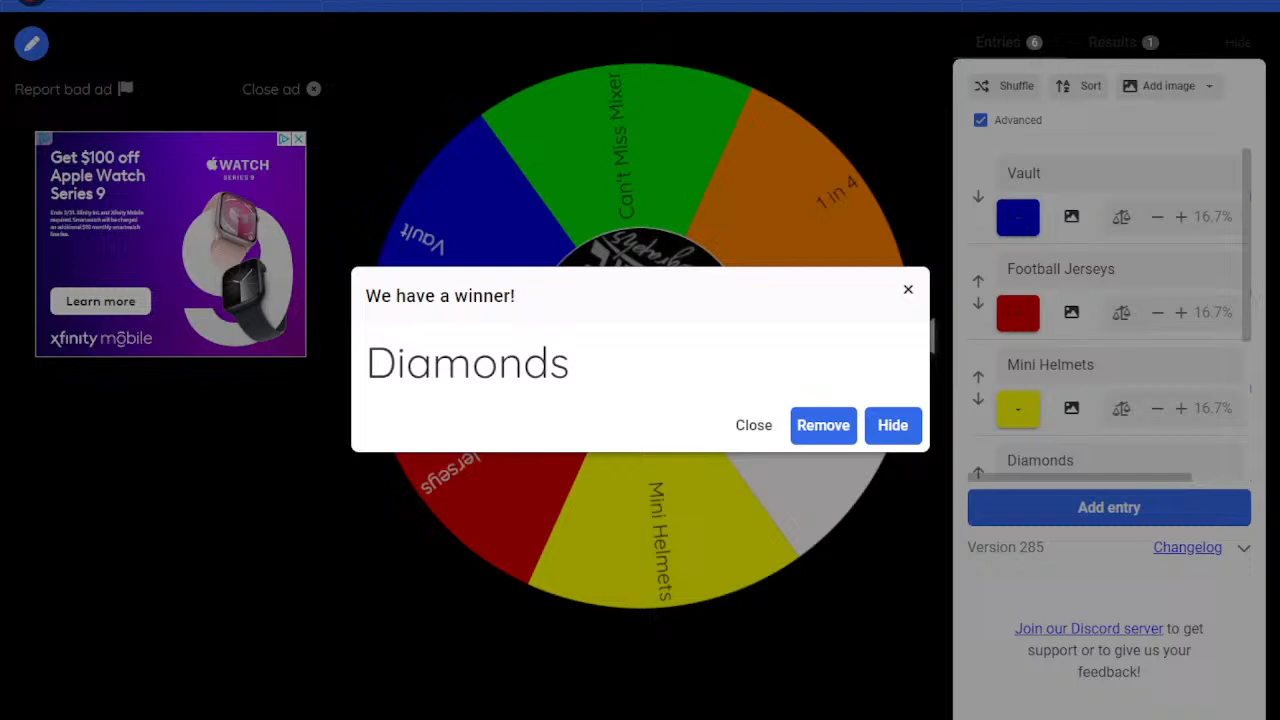 Entries 6
Results 1
Hide
Report bad ad
Close ad
Get $100 off
Apple Watch
Series 9
WATCH
SERIES 9
Learn more
xfinity mobile
Can't Miss Mixer
1 in 4
Vault
Jerseys
Mini Helmets
We have a winner!
Diamonds
Close
Remove
Hide
Shuffle
Sort
Add image
Advanced
Vault
16.7%
Football Jerseys
16.7%
Mini Helmets
16.7%
Diamonds
Add entry
Version 285
Changelog
Join our Discord server to get
support or to give us your
feedback!